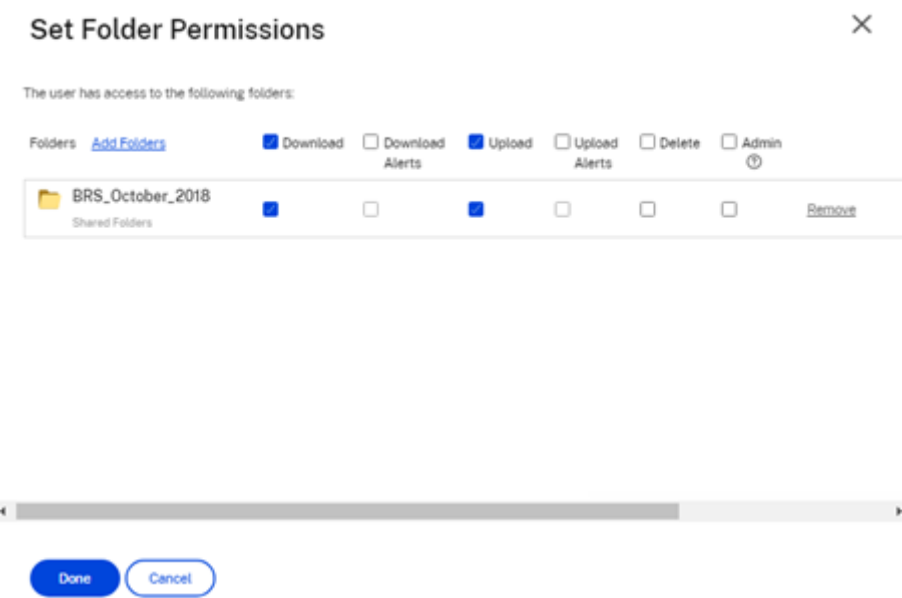 Set Folder Permissions
The user has access to the following folders:
Folders Add Folders Download Download Alerts Upload Upload Alerts Delete Admin
BRS_October_2018
Shared Folders
Remove
Done Cancel